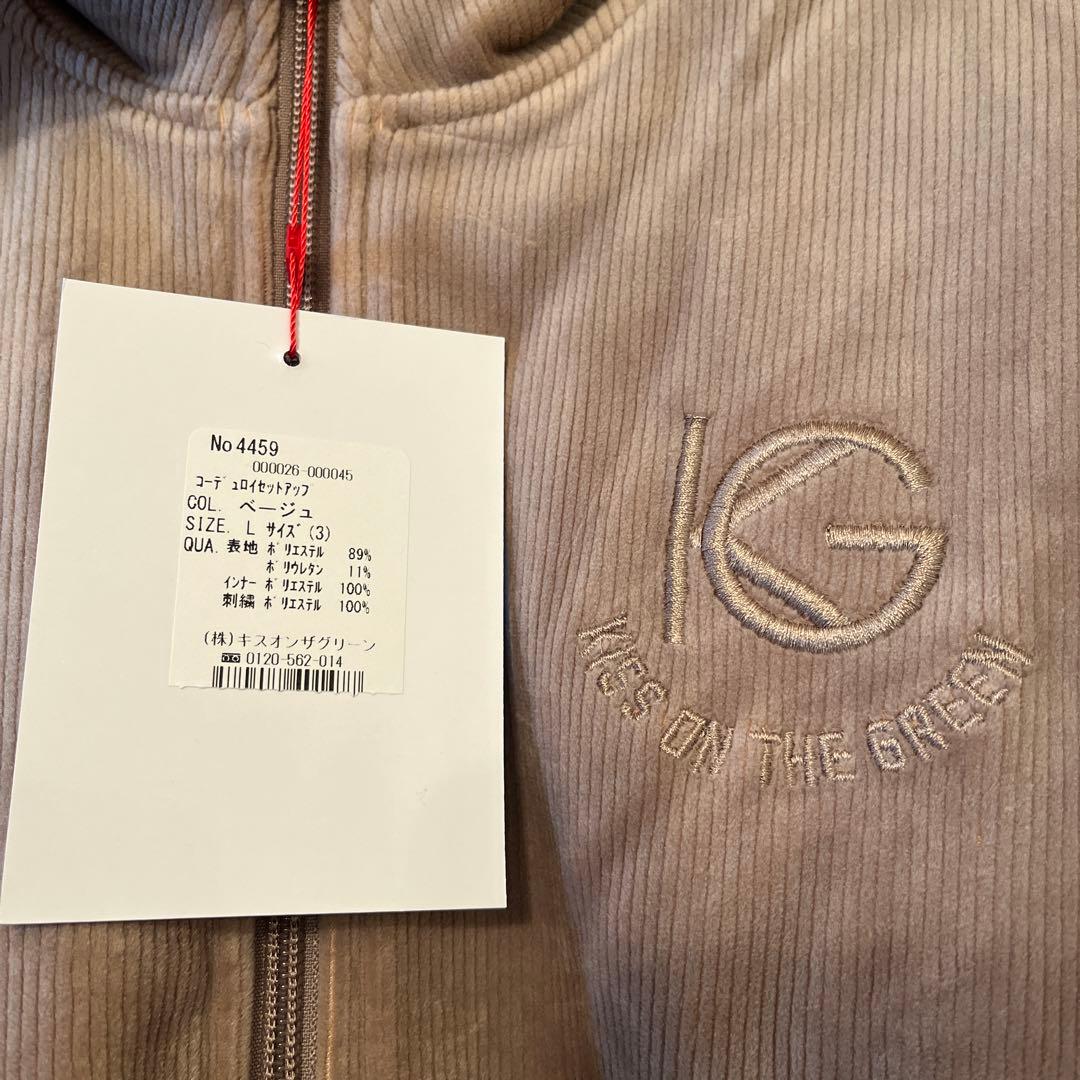 No 4459
000026-000045
コーデュロイセットアップ
COL. ベージュ
SIZE. L サイズ (3)
QUA. 表地 ポリエステル 89%
ポリウレタン 11%
インナー ポリエステル 100%
刺繍 ポリエステル 100%
(株)キスオンザグリーン
0120-562-014
KG
KISS ON THE GREEN